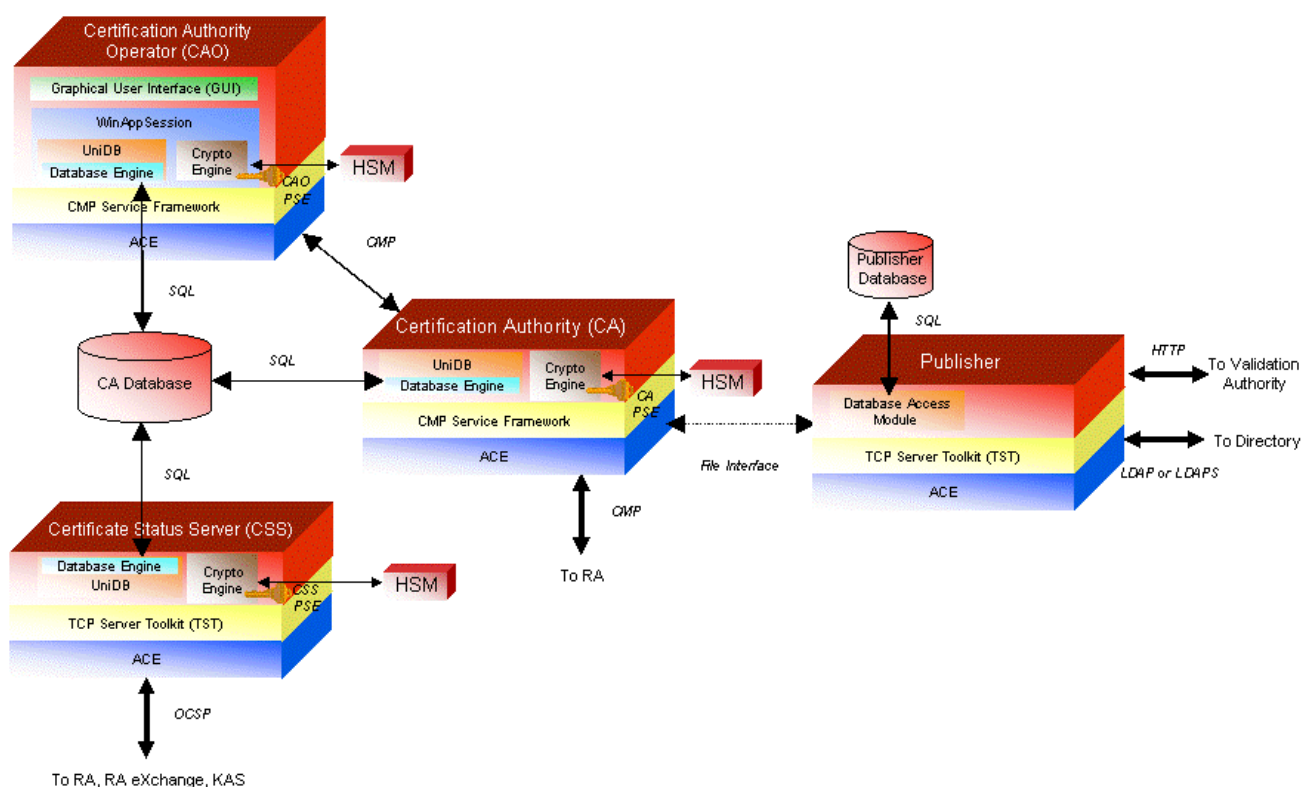 Certification Authority
Operator (CAO)
Graphical User Interface (GUI)
WinAppSession
UniDB
Database Engine
Crypto
Engine
HSM
CAO
PSE
CMP Service Framework
ACE
CMP
SQL
Publisher
Database
SQL
Certification Authority (CA)
UniDB
Database Engine
Crypto
Engine
HSM
CA
PSE
CMP Service Framework
ACE
SQL
CA Database
Publisher
Database Access
Module
TCP Server Toolkit (TST)
ACE
HTTP
To Validation
Authority
To Directory
LDAP or LDAPS
File Interface
CMP
To RA
SQL
Certificate Status Server (CSS)
Database Engine
UniDB
Crypto
Engine
HSM
CSS
PSE
TCP Server Toolkit (TST)
ACE
OCSP
To RA, RA eXchange, KAS